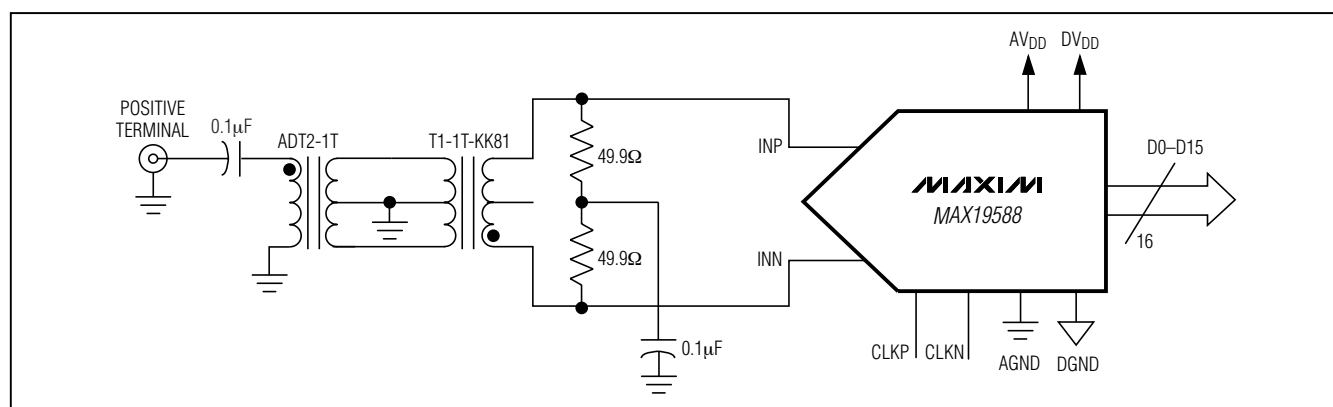 AVDD
DVDD
POSITIVE
TERMINAL
0.1μF
ADT2-1T
T1-1T-KK81
49.9Ω
INP
D0–D15
MAXIM
MAX19588
16
49.9Ω
INN
0.1μF
CLKP
CLKN
AGND
DGND